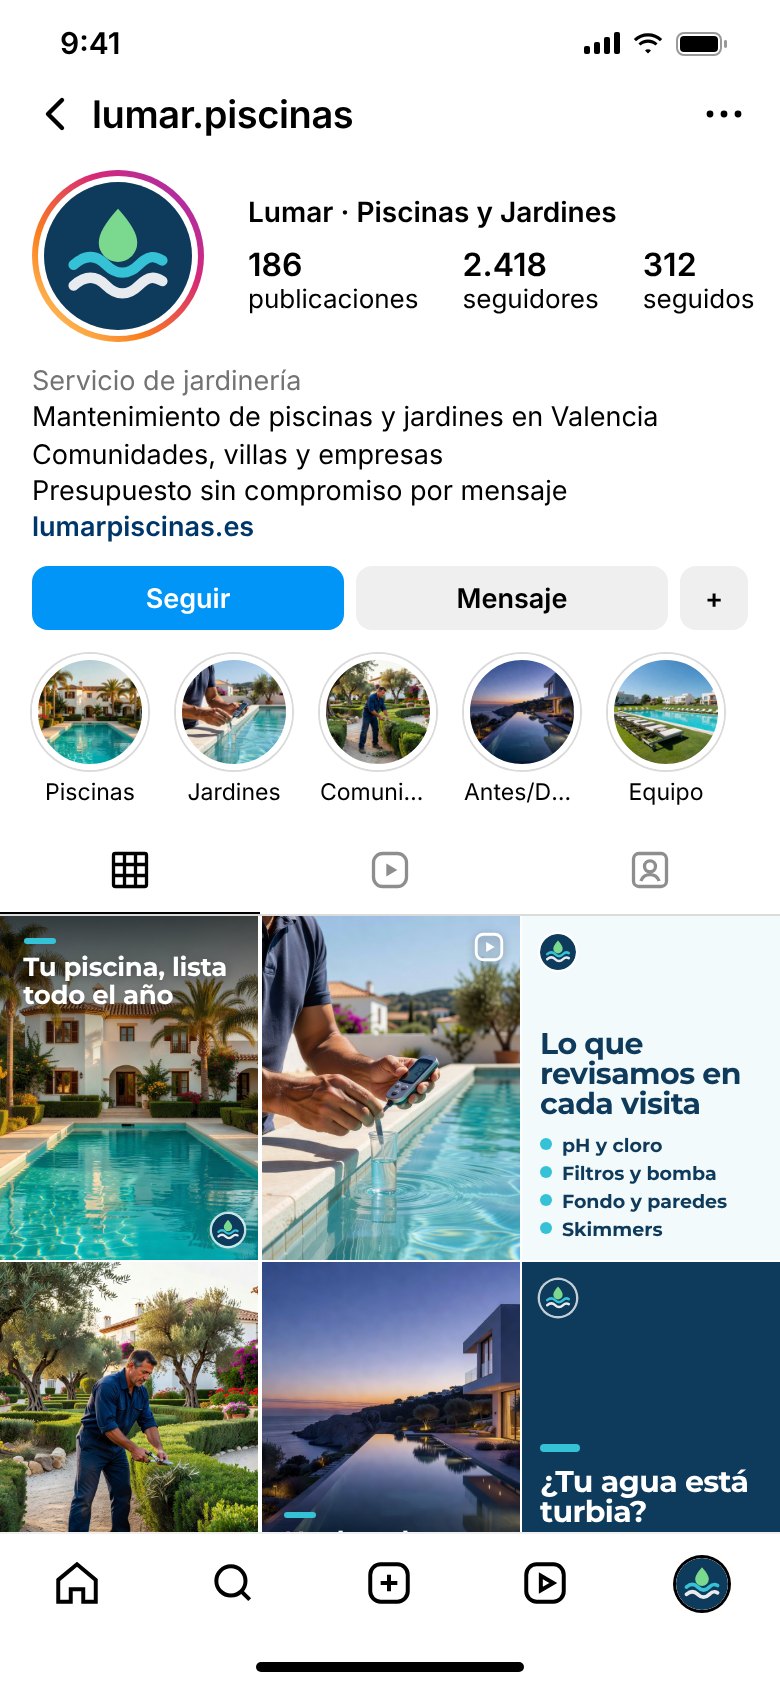 9:41
lumar.piscinas
Lumar · Piscinas y Jardines
186 2.418 312
publicaciones seguidores seguidos
Servicio de jardinería
Mantenimiento de piscinas y jardines en Valencia
Comunidades, villas y empresas
Presupuesto sin compromiso por mensaje
lumarpiscinas.es
Seguir Mensaje +
Piscinas Jardines Comuni... Antes/D... Equipo
Tu piscina, lista
todo el año
Lo que
revisamos en
cada visita
pH y cloro
Filtros y bomba
Fondo y paredes
Skimmers
¿Tu agua está
turbia?